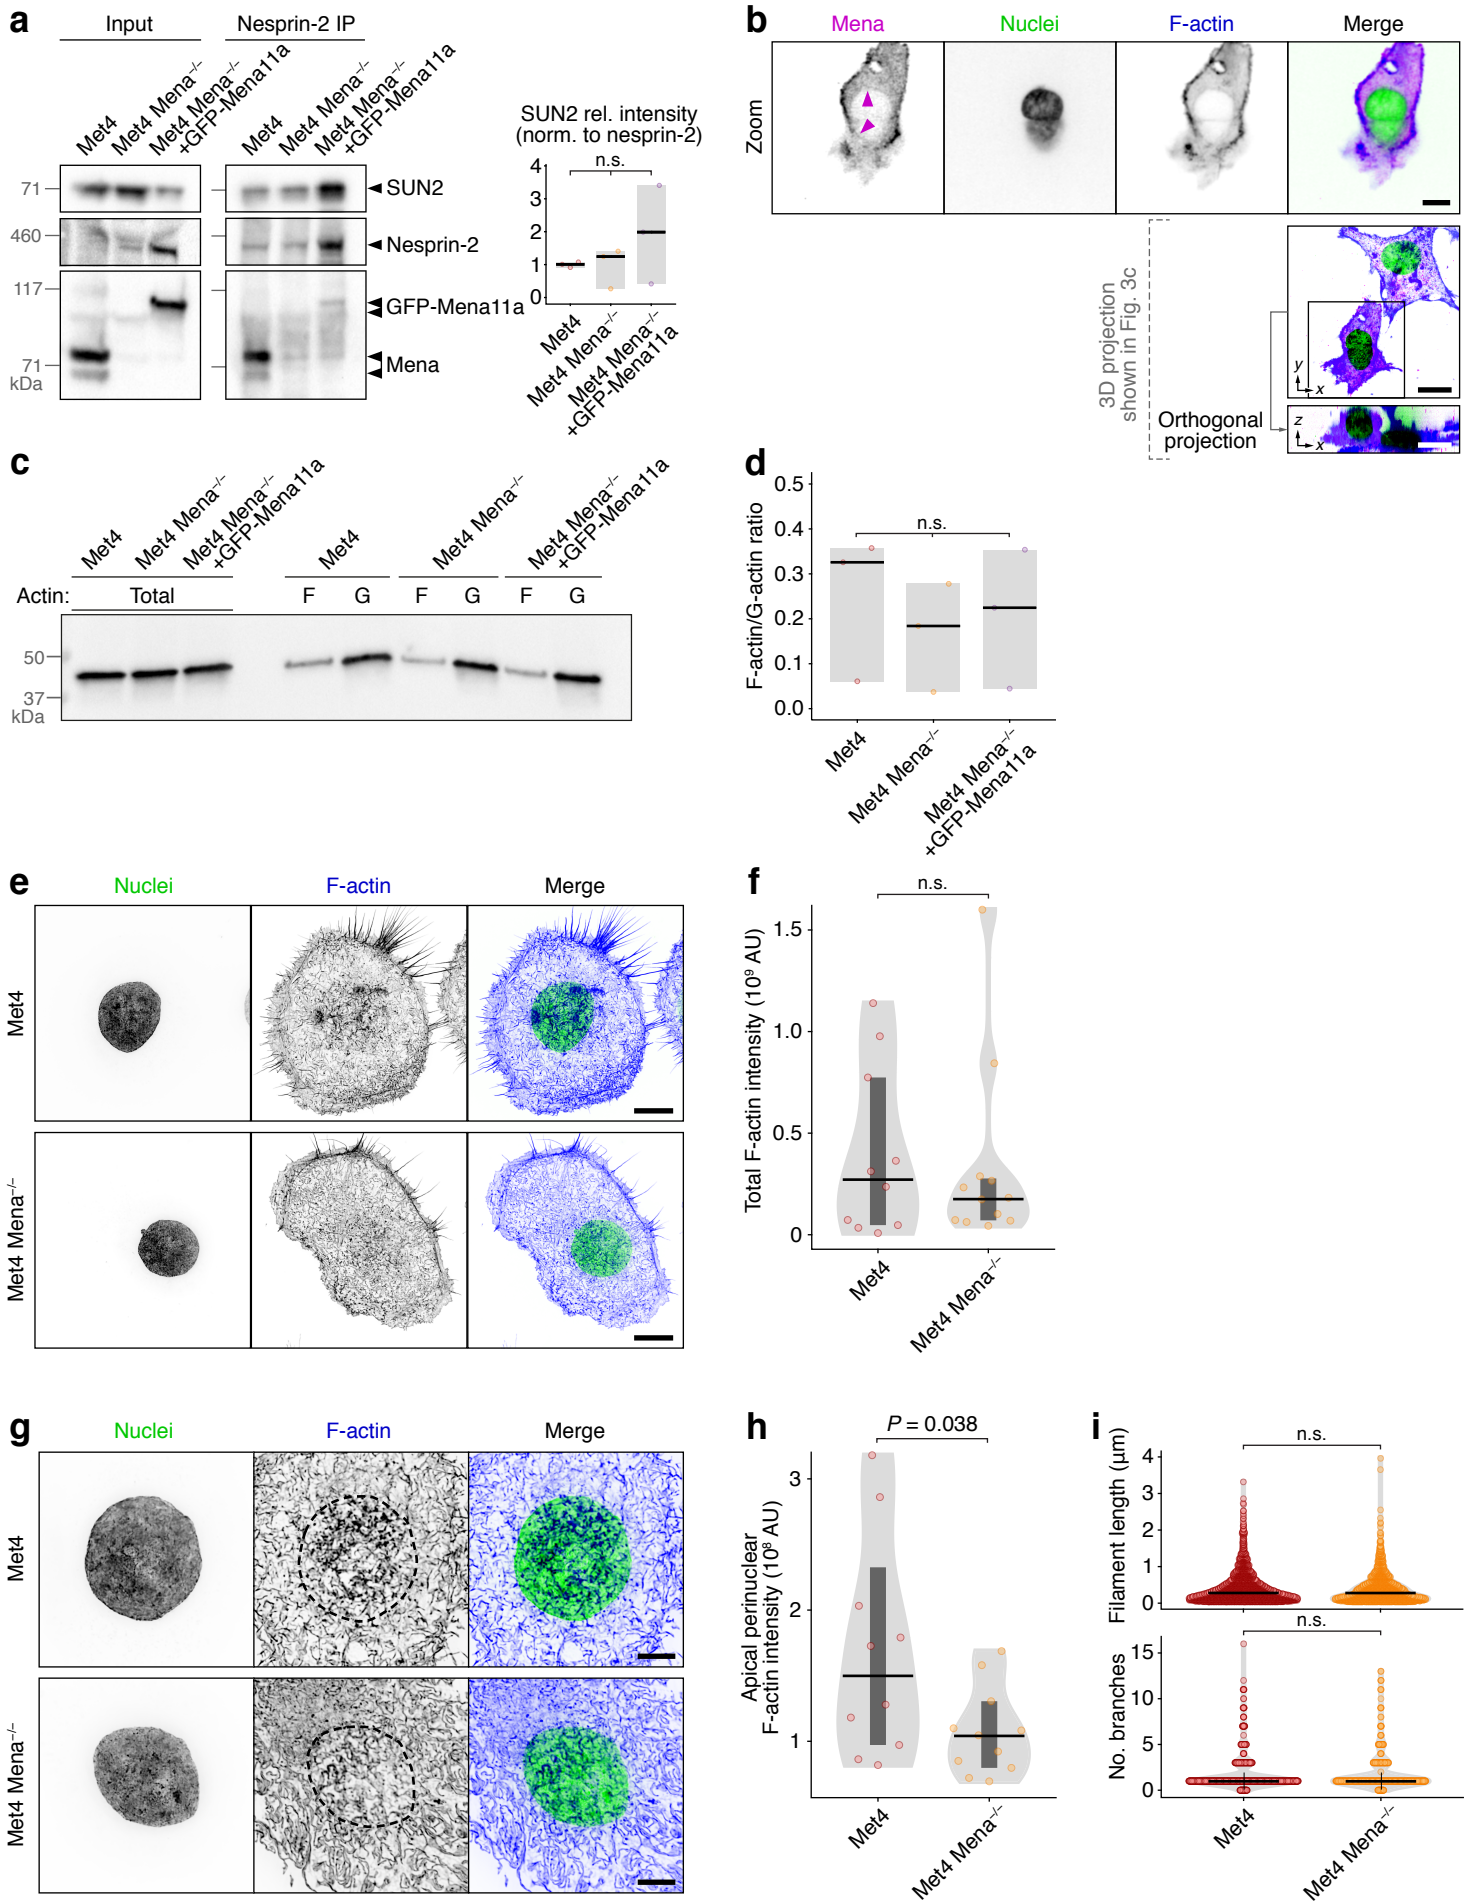 a
Input
Nesprin-2 IP
Met4
Met4 Mena–/–
Met4 Mena–/–
+GFP-Mena11a
Met4
Met4 Mena–/–
Met4 Mena–/–
+GFP-Mena11a
71
SUN2
460
Nesprin-2
117
GFP-Mena11a
71
Mena
kDa
SUN2 rel. intensity
(norm. to nesprin-2)
n.s.
4
3
2
1
0
Met4
Met4 Mena–/–
Met4 Mena–/–
+GFP-Mena11a
b
Mena
Nuclei
F-actin
Merge
Zoom
3D projection
shown in Fig. 3c
y
x
Orthogonal
projection
z
x
c
Met4
Met4 Mena–/–
Met4 Mena–/–
+GFP-Mena11a
Met4
Met4 Mena–/–
Met4 Mena–/–
+GFP-Mena11a
Actin:
Total
F
G
F
G
F
G
50
37
kDa
d
F-actin/G-actin ratio
0.5
0.4
0.3
0.2
0.1
0.0
n.s.
Met4
Met4 Mena–/–
Met4 Mena–/–
+GFP-Mena11a
e
Nuclei
F-actin
Merge
Met4
Met4 Mena–/–
f
n.s.
Total F-actin intensity (10⁹ AU)
1.5
1.0
0.5
0
Met4
Met4 Mena–/–
g
Nuclei
F-actin
Merge
Met4
Met4 Mena–/–
h
P = 0.038
Apical perinuclear
F-actin intensity (10⁸ AU)
3
2
1
Met4
Met4 Mena–/–
i
n.s.
Filament length (µm)
4
3
2
1
0
n.s.
No. branches
15
10
5
0
Met4
Met4 Mena–/–